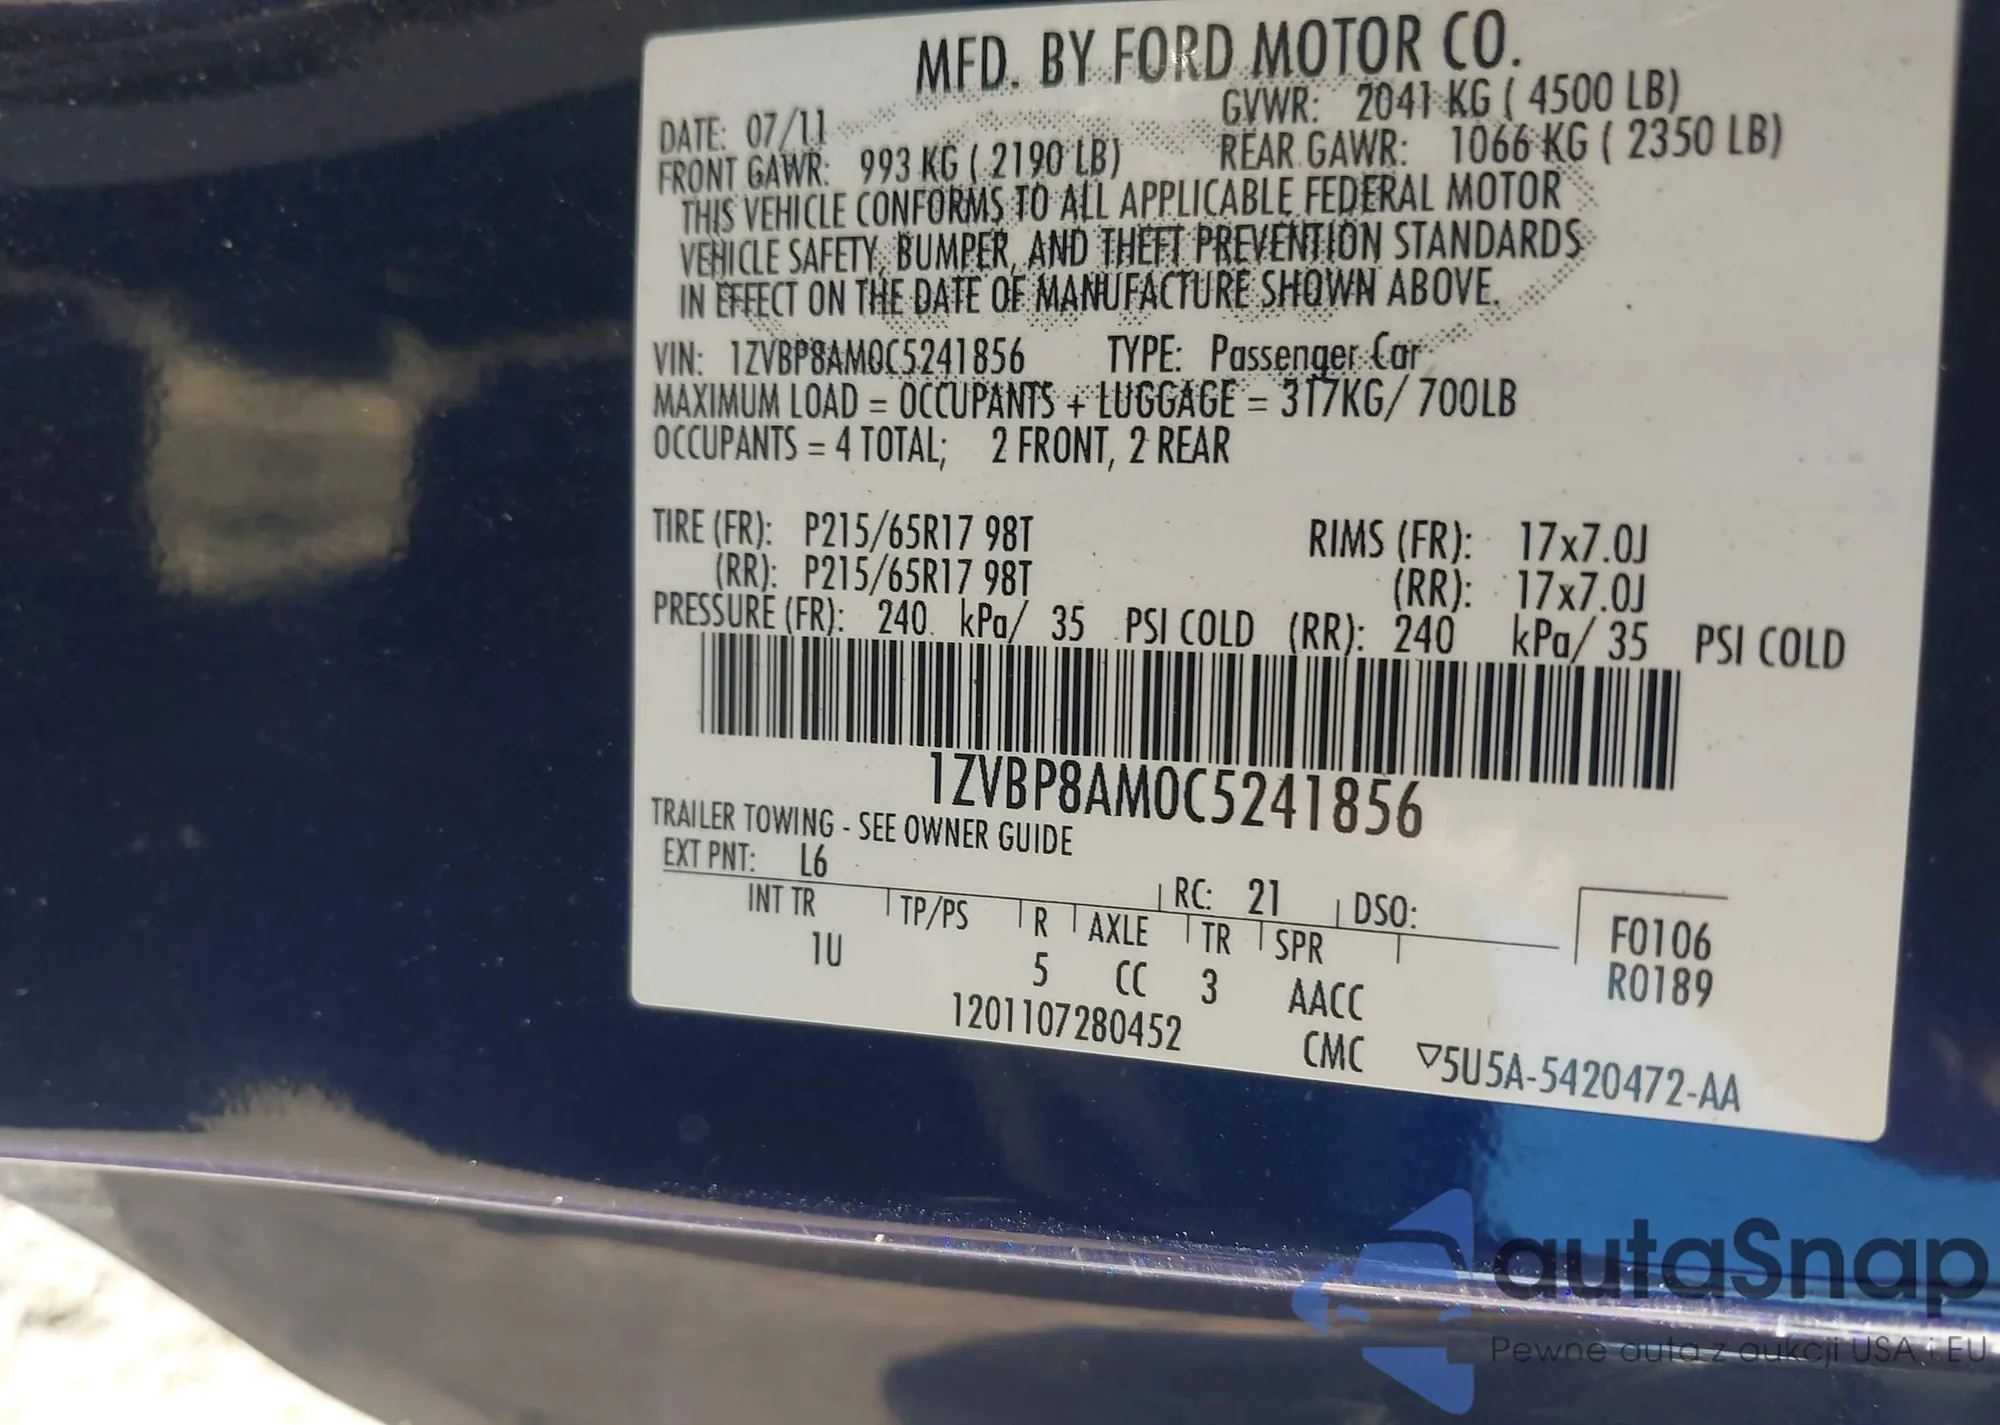 MFD. BY FORD MOTOR CO.
DATE: 07/11 GVWR: 2041 KG ( 4500 LB)
FRONT GAWR: 993 KG ( 2190 LB) REAR GAWR: 1066 KG ( 2350 LB)
THIS VEHICLE CONFORMS TO ALL APPLICABLE FEDERAL MOTOR
VEHICLE SAFETY, BUMPER, AND THEFT PREVENTION STANDARDS
IN EFFECT ON THE DATE OF MANUFACTURE SHOWN ABOVE.
VIN: 1ZVBP8AM0C5241856 TYPE: Passenger Car
MAXIMUM LOAD = OCCUPANTS + LUGGAGE = 317KG/ 700LB
OCCUPANTS = 4 TOTAL; 2 FRONT, 2 REAR
TIRE (FR): P215/65R17 98T RIMS (FR): 17x7.0J
(RR): P215/65R17 98T (RR): 17x7.0J
PRESSURE (FR): 240 kPa/ 35 PSI COLD (RR): 240 kPa/ 35 PSI COLD
1ZVBP8AM0C5241856
TRAILER TOWING - SEE OWNER GUIDE
EXT PNT: L6 RC: 21 DSO:
INT TR TP/PS R AXLE TR SPR F0106
1U 5 CC 3 AACC R0189
1201107280452 CMC ▽5U5A-5420472-AA
autaSnap
Pewne auta z aukcji USA i EU